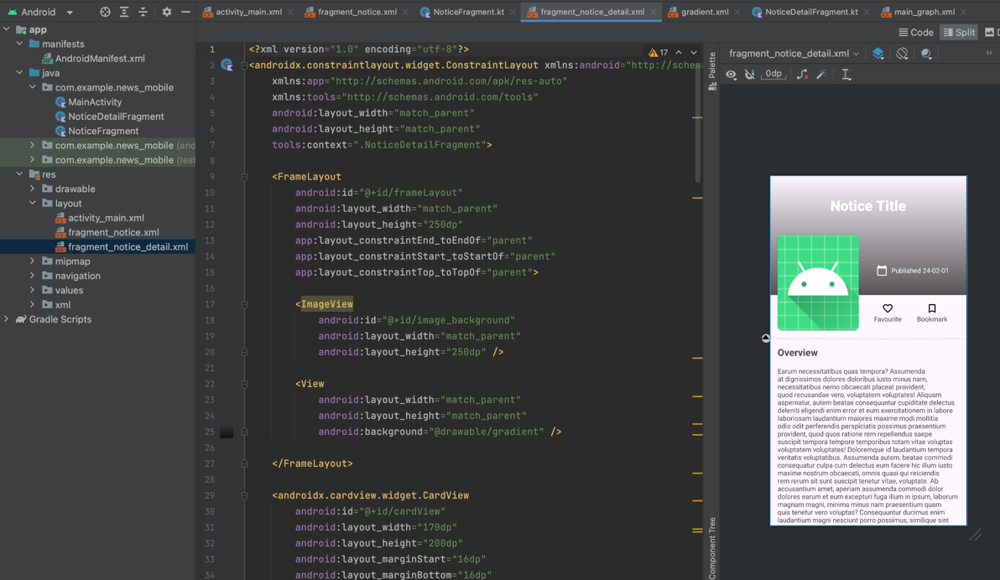 Android
activity_main.xml
fragment_notice.xml
NoticeFragment.kt
fragment_notice_detail.xml
gradient.xml
NoticeDetailFragment.kt
main_graph.xml
Code
Split
app
manifests
AndroidManifest.xml
java
com.example.news_mobile
MainActivity
NoticeDetailFragment
NoticeFragment
com.example.news_mobile (and
com.example.news_mobile (test
res
drawable
layout
activity_main.xml
fragment_notice.xml
fragment_notice_detail.xml
mipmap
navigation
values
xml
Gradle Scripts
17
1 <?xml version="1.0" encoding="utf-8"?>
2 <androidx.constraintlayout.widget.ConstraintLayout xmlns:android="http://schema
3 xmlns:app="http://schemas.android.com/apk/res-auto"
4 xmlns:tools="http://schemas.android.com/tools"
5 android:layout_width="match_parent"
6 android:layout_height="match_parent"
7 tools:context=".NoticeDetailFragment">
8
9 <FrameLayout
10 android:id="@+id/frameLayout"
11 android:layout_width="match_parent"
12 android:layout_height="250dp"
13 app:layout_constraintEnd_toEndOf="parent"
14 app:layout_constraintStart_toStartOf="parent"
15 app:layout_constraintTop_toTopOf="parent">
16
17 <ImageView
18 android:id="@+id/image_background"
19 android:layout_width="match_parent"
20 android:layout_height="250dp" />
21
22 <View
23 android:layout_width="match_parent"
24 android:layout_height="match_parent"
25 android:background="@drawable/gradient" />
26
27 </FrameLayout>
28
29 <androidx.cardview.widget.CardView
30 android:id="@+id/cardView"
31 android:layout_width="170dp"
32 android:layout_height="200dp"
33 android:layout_marginStart="16dp"
34 android:layout_marginBottom="16dp"
Palette
Component Tree
fragment_notice_detail.xml
0dp
Notice Title
Published 24-02-01
Favourite
Bookmark
Overview
Earum necessitatibus quas tempora? Assumenda
at dignissimos dolores doloribus iusto minus nam,
necessitatibus nemo obcaecati placeat provident,
quod recusandae vero, voluptatem voluptates! Aliquam
aspernatur, autem beatae consequuntur cupiditate delectus
deleniti eligendi enim error et eum exercitationem in labore
laboriosam laudantium maiores maxime modi mollitia
odio odit perferendis perspiciatis possimus praesentium
provident, quod quos ratione rem repellendus saepe
suscipit tempora tempore temporibus totam vitae voluptas
voluptatem voluptates! Doloremque id laudantium tempora
veritatis voluptatibus. Assumenda autem, beatae commodi
consequatur culpa cum delectus eum facere hic illum iusto
maxime nostrum obcaecati, omnis quasi qui reiciendis
rem rerum sit sunt suscipit tenetur vitae, voluptate. Ab
accusantium amet, aperiam assumenda commodi dolor
dolores earum et eum excepturi fuga illum in ipsum, laborum
magnam magni, minima minus nam praesentium quam
quis tenetur vero voluptas? Consequuntur ducimus enim
laudantium magni nesciunt porro possimus, similique sint